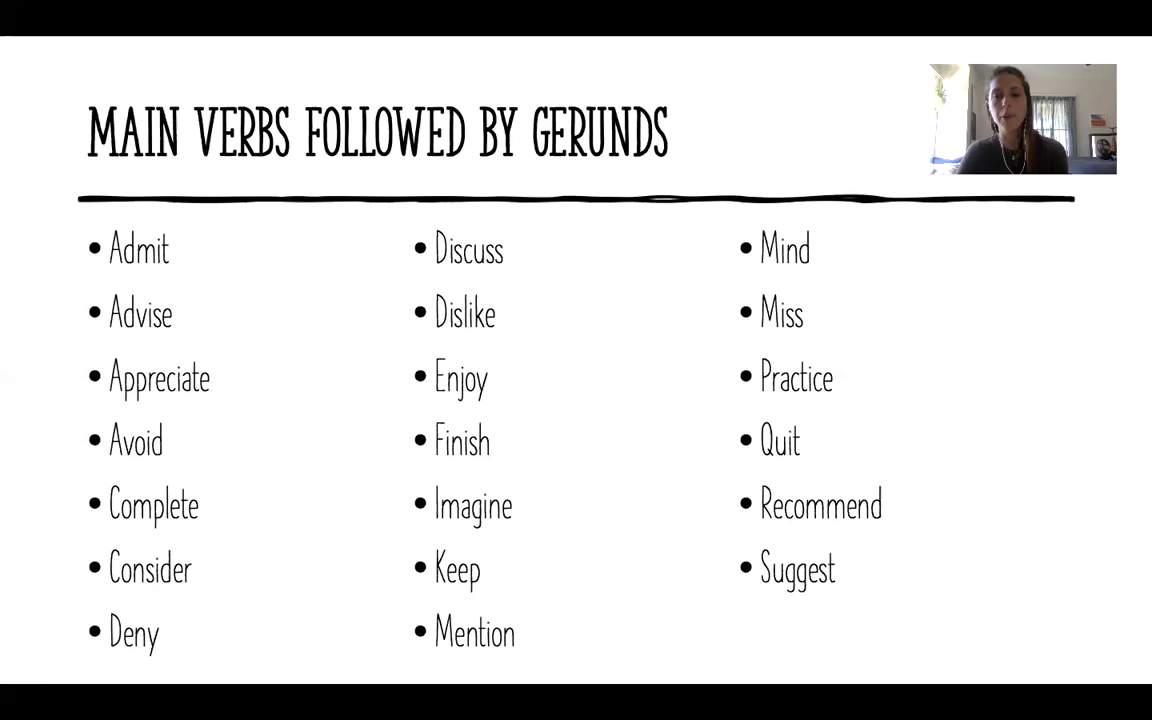 MAIN VERBS FOLLOWED BY GERUNDS
• Admit
• Advise
• Appreciate
• Avoid
• Complete
• Consider
• Deny
• Discuss
• Dislike
• Enjoy
• Finish
• Imagine
• Keep
• Mention
• Mind
• Miss
• Practice
• Quit
• Recommend
• Suggest